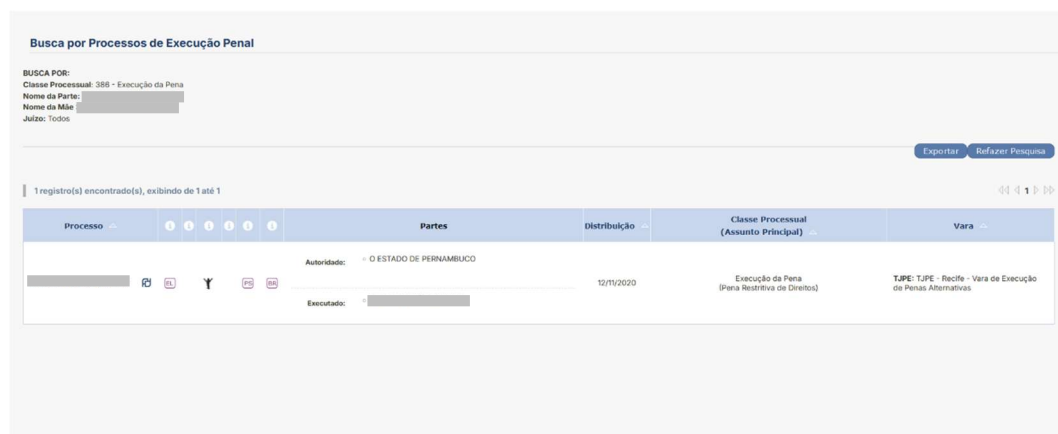 Busca por Processos de Execução Penal
BUSCA POR:
Classe Processual: 386 - Execução da Pena
Nome da Parte:
Nome da Mãe :
Juízo: Todos
Exportar Refazer Pesquisa
1 registro(s) encontrado(s), exibindo de 1 até 1
1
Processo Partes Distribuição Classe Processual (Assunto Principal) Vara
Autoridade: O ESTADO DE PERNAMBUCO
EL PS BR
12/11/2020
Execução da Pena
(Pena Restritiva de Direitos)
TJPE: TJPE - Recife - Vara de Execução
de Penas Alternativas
Executado: